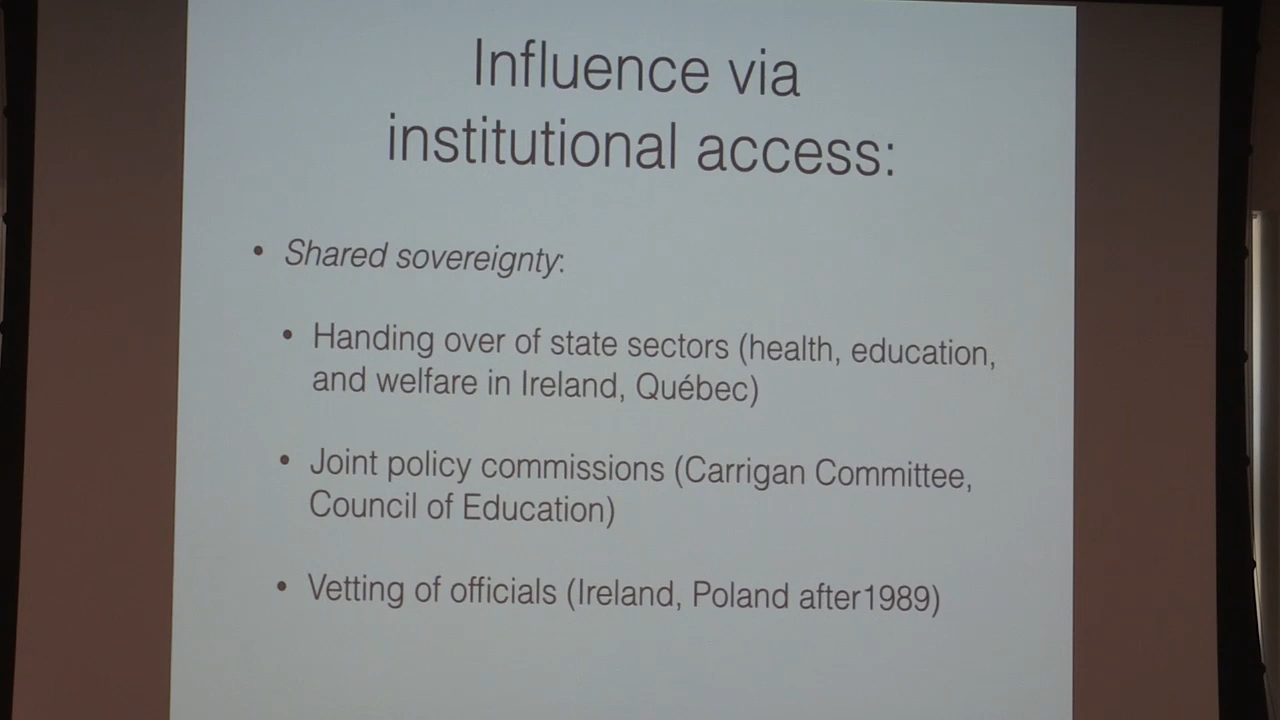 Influence via
institutional access:
• Shared sovereignty:
• Handing over of state sectors (health, education,
and welfare in Ireland, Québec)
• Joint policy commissions (Carrigan Committee,
Council of Education)
• Vetting of officials (Ireland, Poland after1989)